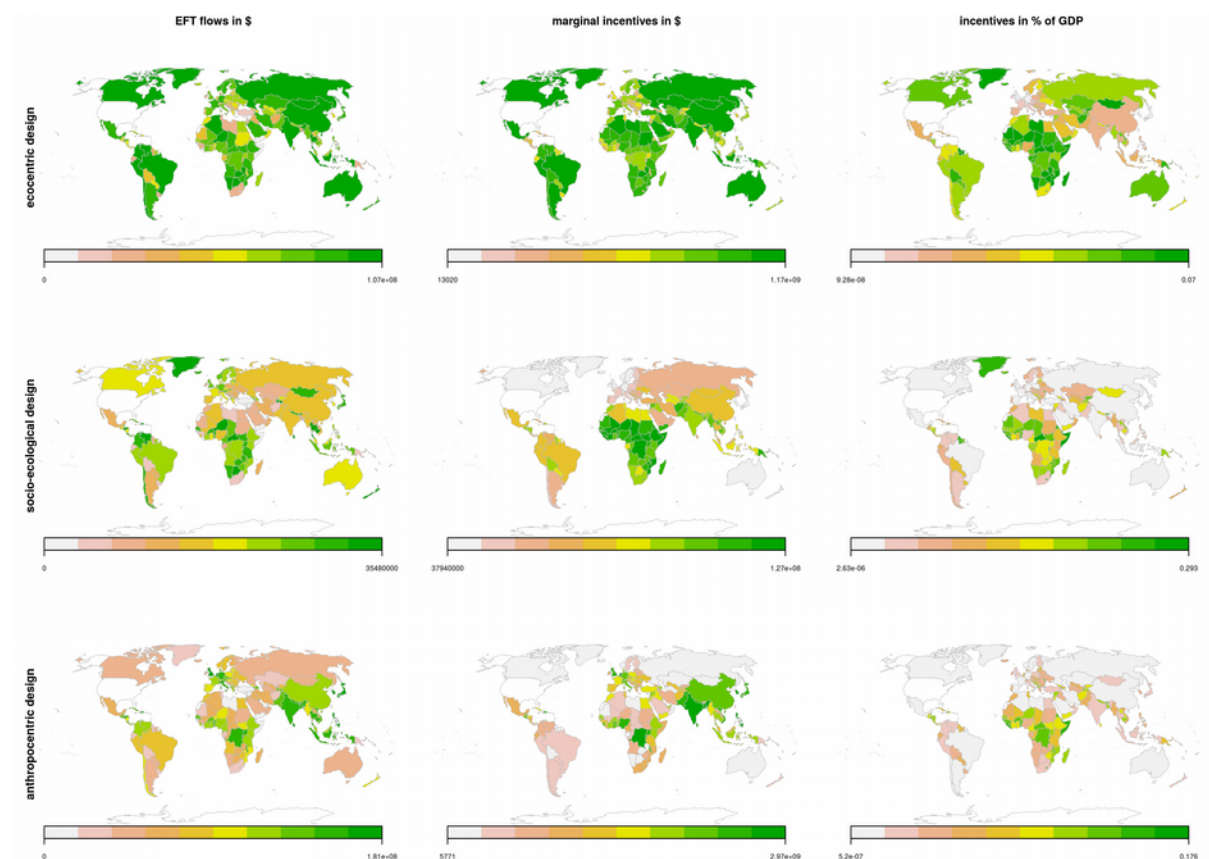 EFT flows in $
marginal incentives in $
incentives in % of GDP
ecocentric design
0
1.07e+08
13020
1.17e+09
9.28e-08
0.07
socio-ecological design
0
35480000
37940000
1.27e+08
2.63e-06
0.293
anthropocentric design
0
1.81e+08
5771
2.97e+09
5.2e-07
0.176